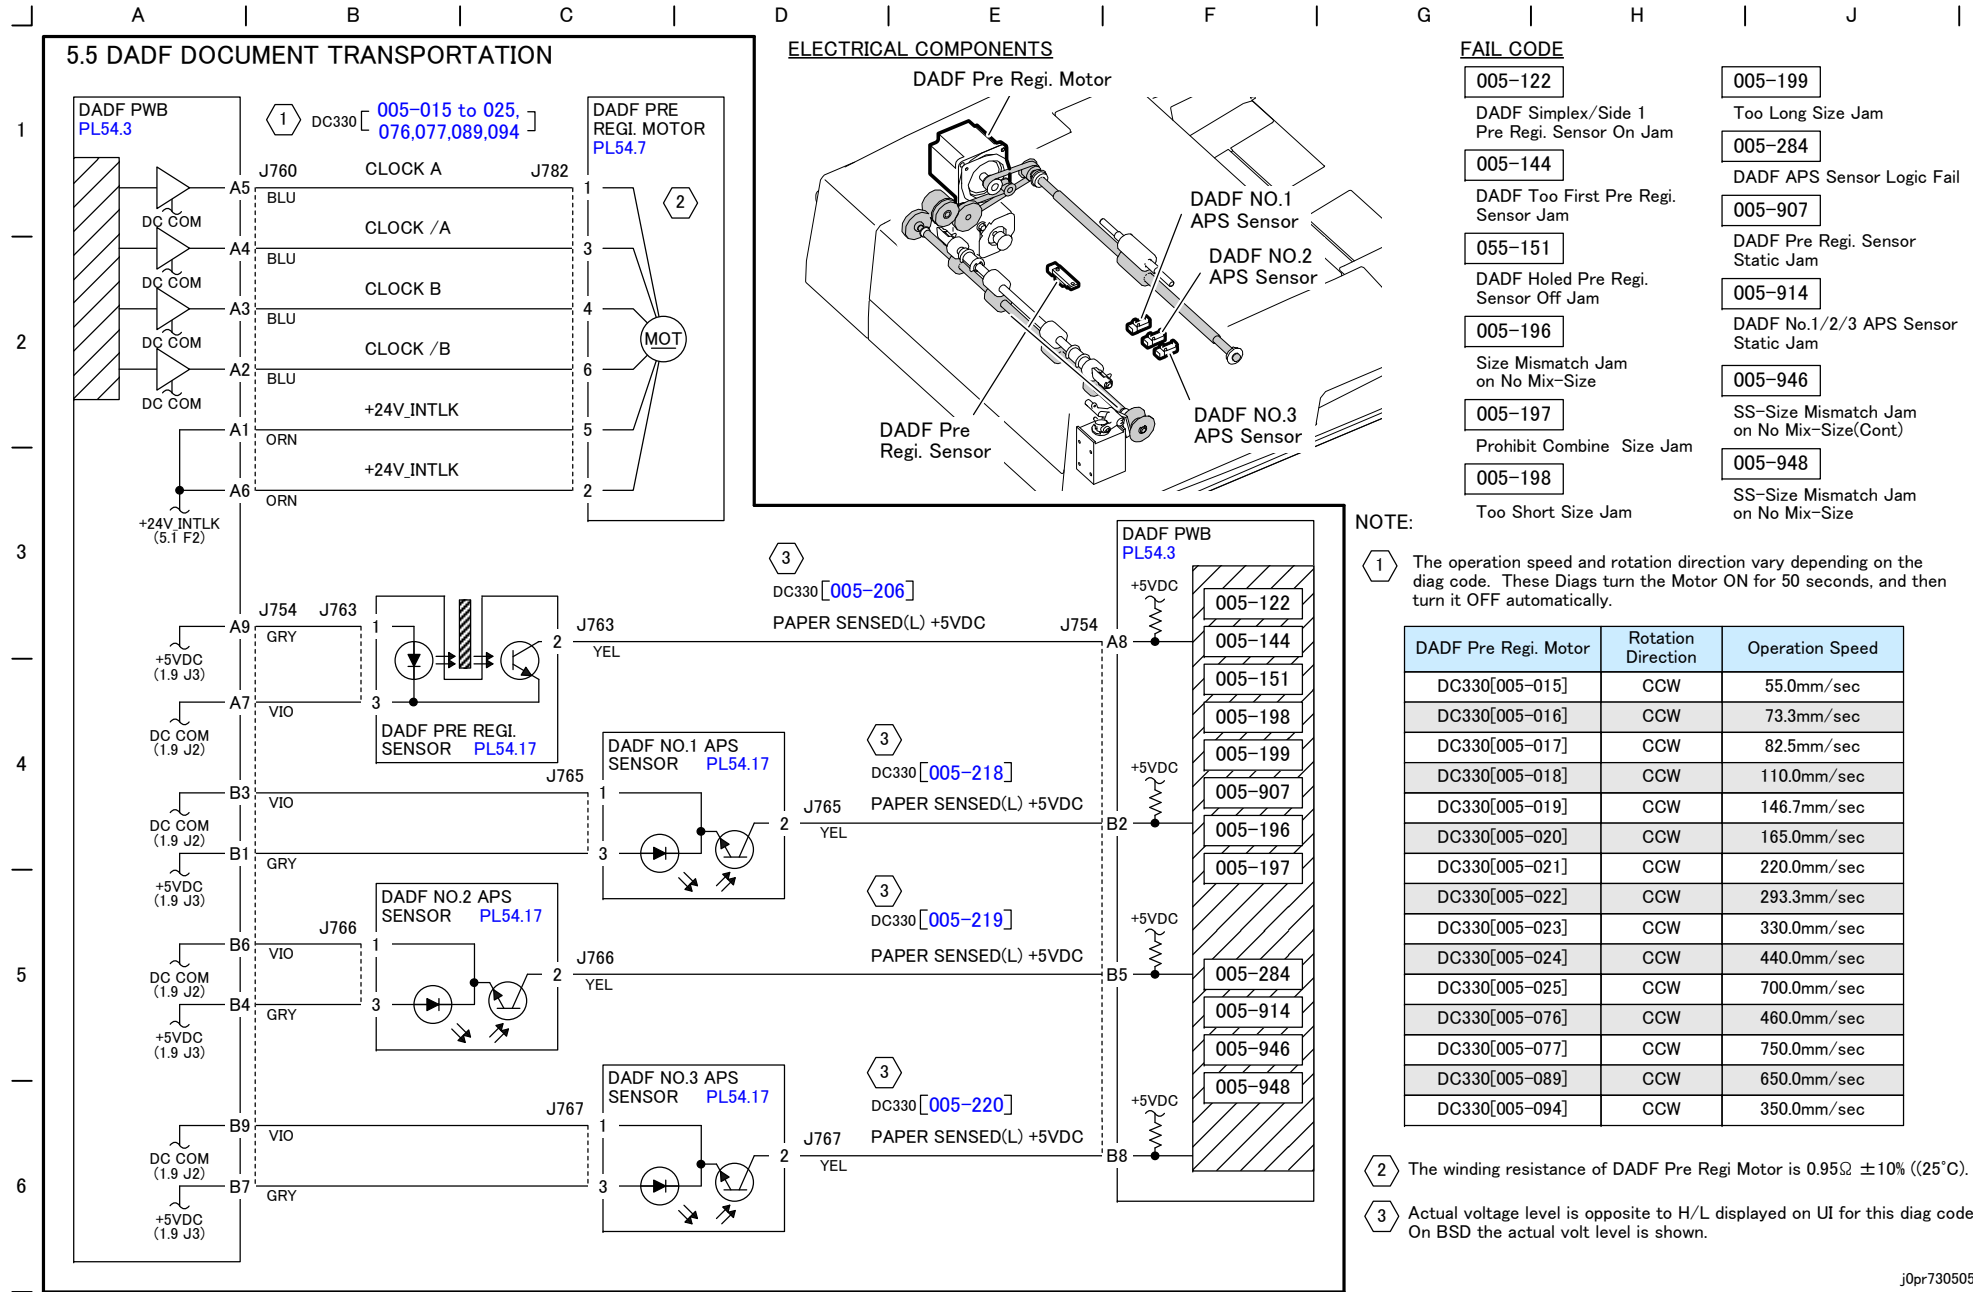 A B C D E F G H J
1
2
3
4
5
6
5.5 DADF DOCUMENT TRANSPORTATION
DADF PWB
PL54.3
1
DC330
005-015 to 025,
076,077,089,094
DADF PRE
REGI. MOTOR
PL54.7
J760
J782
CLOCK A
A5
BLU
1
DC COM
2
CLOCK /A
A4
BLU
3
DC COM
CLOCK B
A3
BLU
4
DC COM
MOT
CLOCK /B
A2
BLU
6
DC COM
+24V_INTLK
A1
ORN
5
+24V_INTLK
A6
ORN
2
+24V_INTLK
(5.1 F2)
ELECTRICAL COMPONENTS
DADF Pre Regi. Motor
DADF NO.1
APS Sensor
DADF NO.2
APS Sensor
DADF NO.3
APS Sensor
DADF Pre
Regi. Sensor
FAIL CODE
005-122
DADF Simplex/Side 1
Pre Regi. Sensor On Jam
005-144
DADF Too First Pre Regi.
Sensor Jam
055-151
DADF Holed Pre Regi.
Sensor Off Jam
005-196
Size Mismatch Jam
on No Mix-Size
005-197
Prohibit Combine Size Jam
005-198
Too Short Size Jam
005-199
Too Long Size Jam
005-284
DADF APS Sensor Logic Fail
005-907
DADF Pre Regi. Sensor
Static Jam
005-914
DADF No.1/2/3 APS Sensor
Static Jam
005-946
SS-Size Mismatch Jam
on No Mix-Size(Cont)
005-948
SS-Size Mismatch Jam
on No Mix-Size
A9
J754
GRY
J763
1
+5VDC
(1.9 J3)
A7
VIO
3
DC COM
(1.9 J2)
DADF PRE REGI.
SENSOR PL54.17
2
J763
YEL
3
DC330[005-206]
PAPER SENSED(L) +5VDC
J754
A8
DADF PWB
PL54.3
+5VDC
005-122
005-144
005-151
005-198
005-199
005-907
005-196
005-197
005-284
005-914
005-946
005-948
B3
VIO
J765
1
DC COM
(1.9 J2)
B1
GRY
3
+5VDC
(1.9 J3)
DADF NO.1 APS
SENSOR PL54.17
2
J765
YEL
3
DC330[005-218]
PAPER SENSED(L) +5VDC
B2
+5VDC
B6
VIO
J766
1
DC COM
(1.9 J2)
B4
GRY
3
+5VDC
(1.9 J3)
DADF NO.2 APS
SENSOR PL54.17
2
J766
YEL
3
DC330[005-219]
PAPER SENSED(L) +5VDC
B5
+5VDC
B9
VIO
J767
1
DC COM
(1.9 J2)
B7
GRY
3
+5VDC
(1.9 J3)
DADF NO.3 APS
SENSOR PL54.17
2
J767
YEL
3
DC330[005-220]
PAPER SENSED(L) +5VDC
B8
+5VDC
NOTE:
1 The operation speed and rotation direction vary depending on the
diag code. These Diags turn the Motor ON for 50 seconds, and then
turn it OFF automatically.
DADF Pre Regi. Motor Rotation Direction Operation Speed
DC330[005-015] CCW 55.0mm/sec
DC330[005-016] CCW 73.3mm/sec
DC330[005-017] CCW 82.5mm/sec
DC330[005-018] CCW 110.0mm/sec
DC330[005-019] CCW 146.7mm/sec
DC330[005-020] CCW 165.0mm/sec
DC330[005-021] CCW 220.0mm/sec
DC330[005-022] CCW 293.3mm/sec
DC330[005-023] CCW 330.0mm/sec
DC330[005-024] CCW 440.0mm/sec
DC330[005-025] CCW 700.0mm/sec
DC330[005-076] CCW 460.0mm/sec
DC330[005-077] CCW 750.0mm/sec
DC330[005-089] CCW 650.0mm/sec
DC330[005-094] CCW 350.0mm/sec
2 The winding resistance of DADF Pre Regi Motor is 0.95Ω ±10% ((25°C).
3 Actual voltage level is opposite to H/L displayed on UI for this diag code
On BSD the actual volt level is shown.
j0pr730505